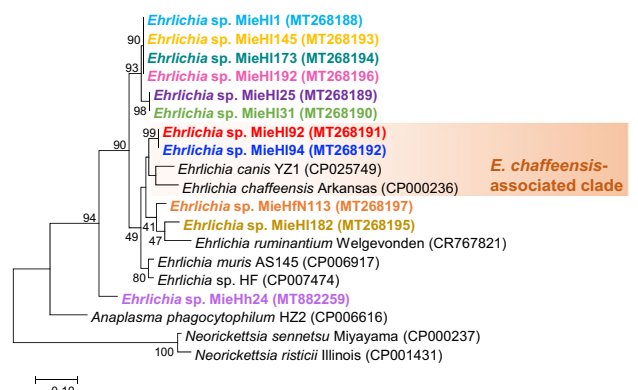 Ehrlichia sp. MieHl1 (MT268188)
90
Ehrlichia sp. MieHl145 (MT268193)
Ehrlichia sp. MieHl173 (MT268194)
93
Ehrlichia sp. MieHl192 (MT268196)
Ehrlichia sp. MieHl25 (MT268189)
98
Ehrlichia sp. MieHl31 (MT268190)
99
Ehrlichia sp. MieHl92 (MT268191)
90
Ehrlichia sp. MieHl94 (MT268192)
Ehrlichia canis YZ1 (CP025749)
E. chaffeensis-
associated clade
Ehrlichia chaffeensis Arkansas (CP000236)
Ehrlichia sp. MieHfN113 (MT268197)
94
41
Ehrlichia sp. MieHl182 (MT268195)
49
47
Ehrlichia ruminantium Welgevonden (CR767821)
Ehrlichia muris AS145 (CP006917)
80
Ehrlichia sp. HF (CP007474)
Ehrlichia sp. MieHh24 (MT882259)
Anaplasma phagocytophilum HZ2 (CP006616)
Neorickettsia sennetsu Miyayama (CP000237)
100
Neorickettsia risticii Illinois (CP001431)
0.10